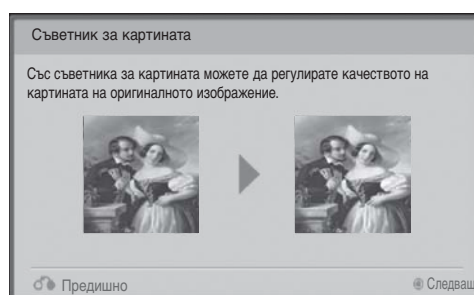 Съветник за картината
Със съветника за картината можете да регулирате качеството на
картината на оригиналното изображение.
Предишно
Следващ